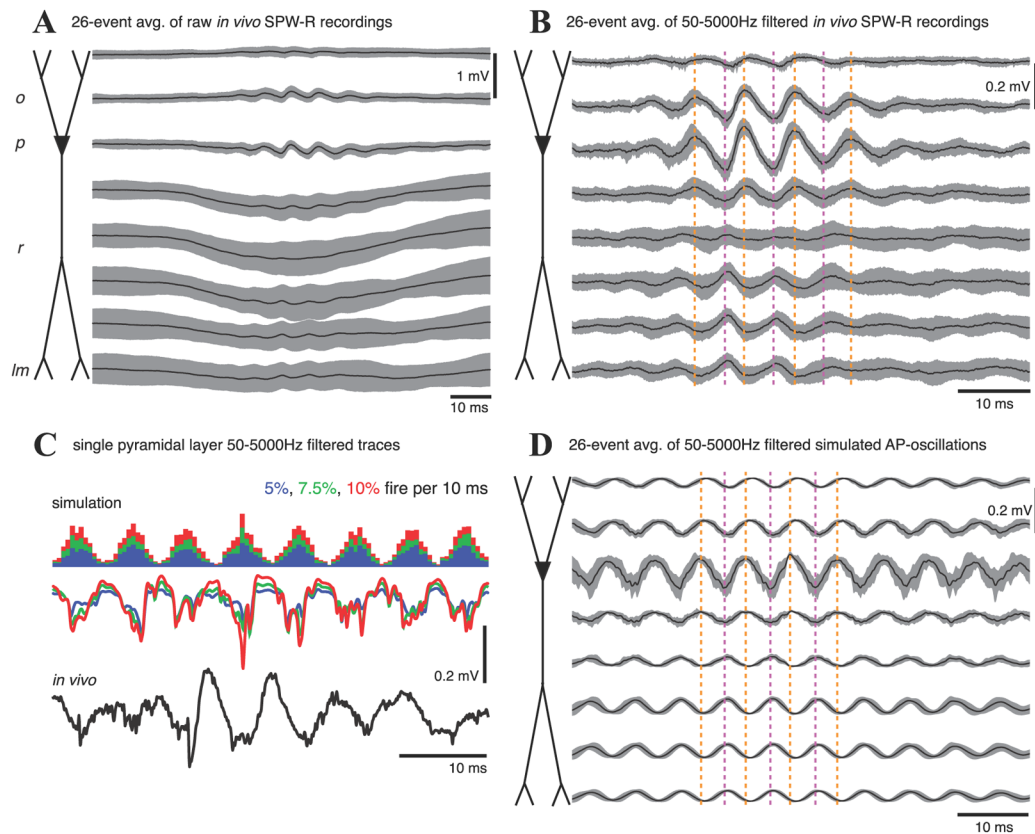 A 26-event avg. of raw in vivo SPW-R recordings
1 mV
o
p
r
lm
10 ms
B 26-event avg. of 50-5000Hz filtered in vivo SPW-R recordings
0.2 mV
10 ms
C single pyramidal layer 50-5000Hz filtered traces
5%, 7.5%, 10% fire per 10 ms
simulation
0.2 mV
in vivo
10 ms
D 26-event avg. of 50-5000Hz filtered simulated AP-oscillations
0.2 mV
10 ms